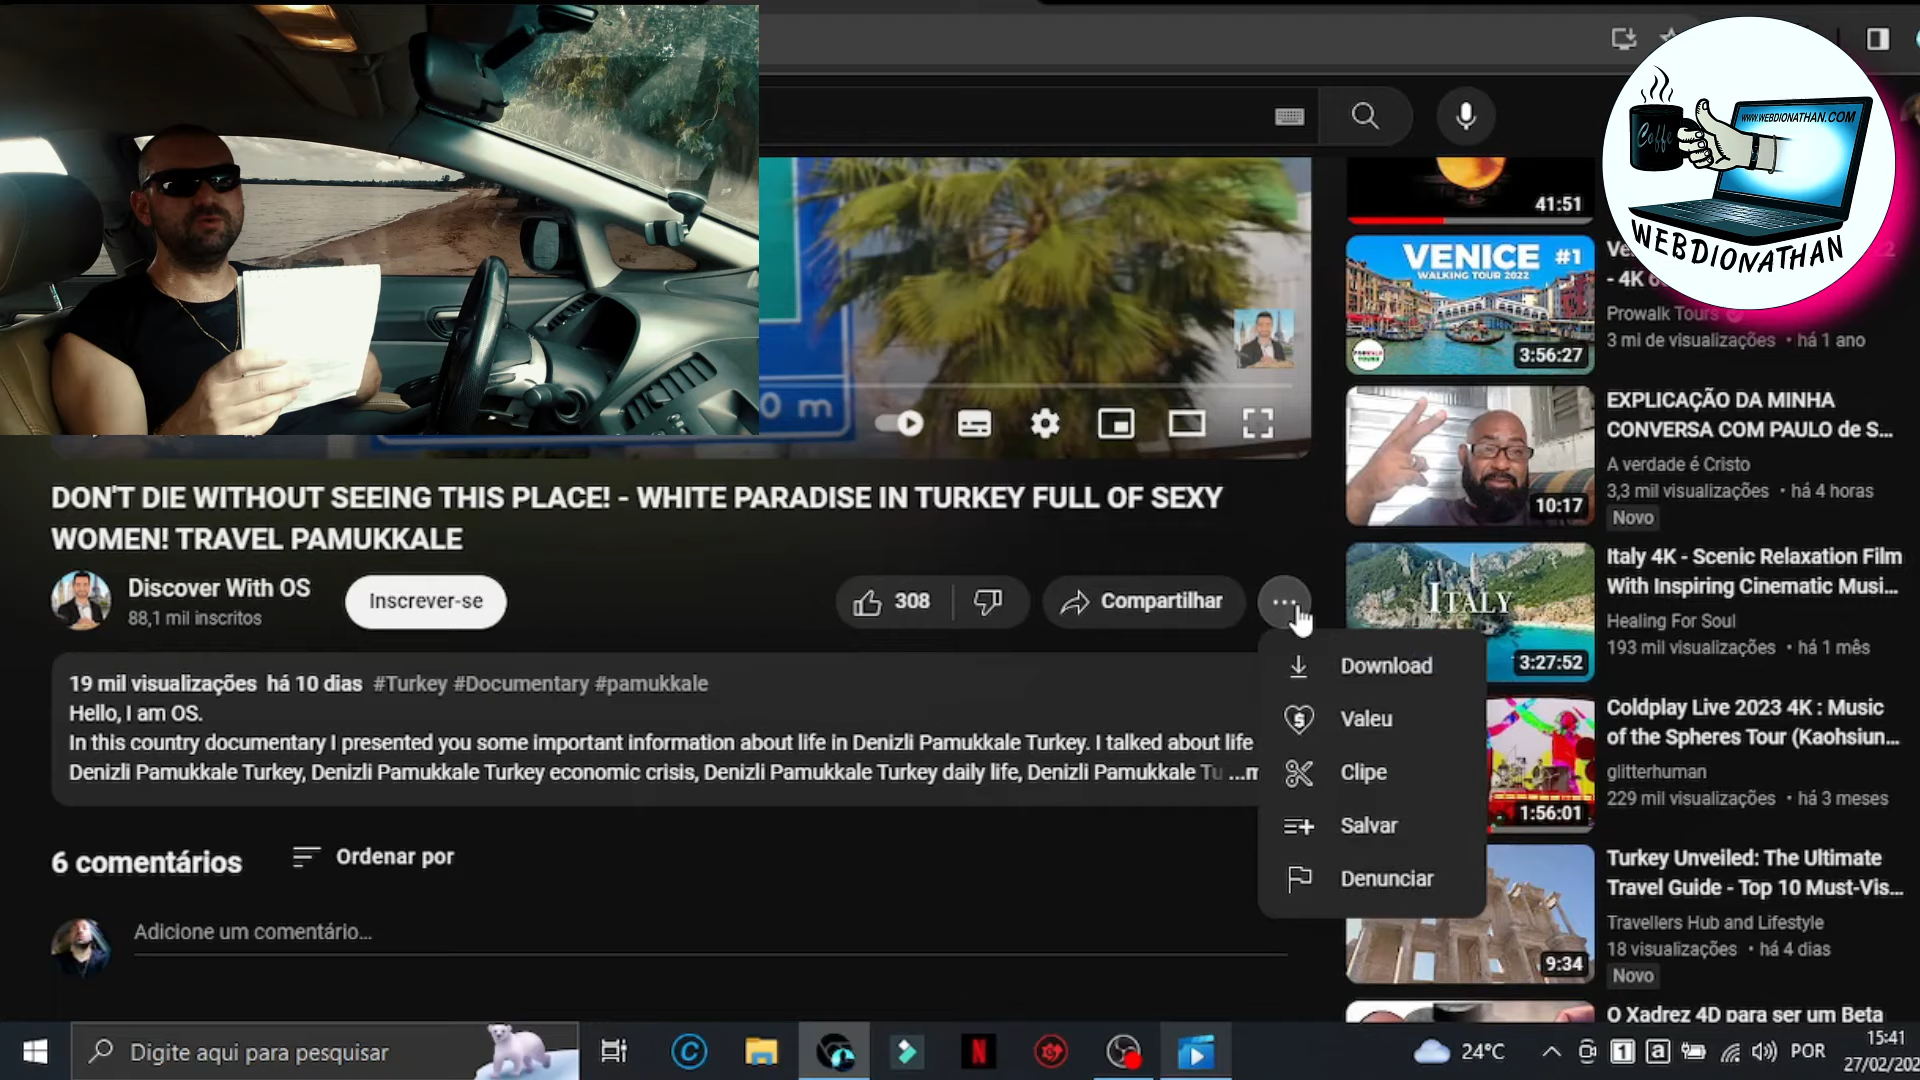 WWW.WEBDIONATHAN.COM
Coffe
WEBDIONATHAN
0 m
41:51
VENICE #1
WALKING TOUR 2022
PROWALK TOURS
3:56:27
- 4K
Prowalk Tours
3 mi de visualizações • há 1 ano
EXPLICAÇÃO DA MINHA
CONVERSA COM PAULO de S...
A verdade é Cristo
3,3 mil visualizações • há 4 horas
Novo
10:17
DON'T DIE WITHOUT SEEING THIS PLACE! - WHITE PARADISE IN TURKEY FULL OF SEXY
WOMEN! TRAVEL PAMUKKALE
Discover With OS
88,1 mil inscritos
Inscrever-se
308
Compartilhar
Download
Valeu
Clipe
Salvar
Denunciar
19 mil visualizações há 10 dias #Turkey #Documentary #pamukkale
Hello, I am OS.
In this country documentary I presented you some important information about life in Denizli Pamukkale Turkey. I talked about life
Denizli Pamukkale Turkey, Denizli Pamukkale Turkey economic crisis, Denizli Pamukkale Turkey daily life, Denizli Pamukkale Tu ...m
6 comentários
Ordenar por
Adicione um comentário...
ITALY
3:27:52
Italy 4K - Scenic Relaxation Film
With Inspiring Cinematic Musi...
Healing For Soul
193 mil visualizações • há 1 mês
1:56:01
Coldplay Live 2023 4K : Music
of the Spheres Tour (Kaohsiun...
glitterhuman
229 mil visualizações • há 3 meses
9:34
Turkey Unveiled: The Ultimate
Travel Guide - Top 10 Must-Vis...
Travellers Hub and Lifestyle
18 visualizações • há 4 dias
Novo
O Xadrez 4D para ser um Beta
Digite aqui para pesquisar
24°C
POR
15:41
27/02/202